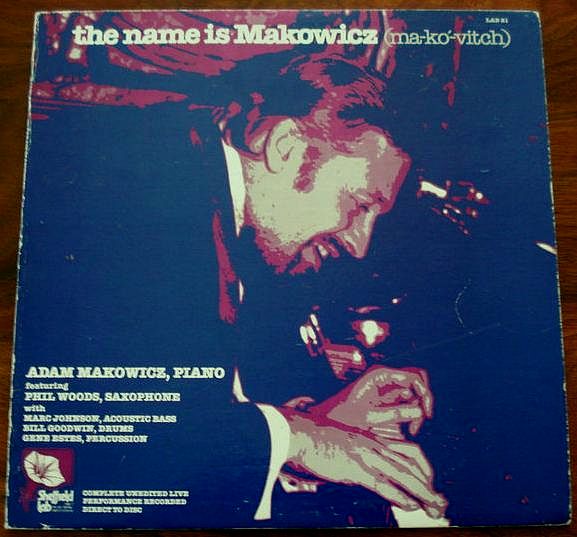 LAB 21
the name is Makowicz (ma-kó-vitch)
ADAM MAKOWICZ, PIANO
featuring
PHIL WOODS, SAXOPHONE
with
MARC JOHNSON, ACOUSTIC BASS
BILL GOODWIN, DRUMS
GENE ESTES, PERCUSSION
Sheffield
lab
COMPLETE UNEDITED LIVE
PERFORMANCE RECORDED
DIRECT TO DISC